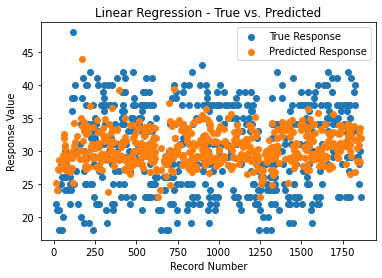 Linear Regression - True vs. Predicted
True Response
Predicted Response
Response Value
45
40
35
30
25
20
0 250 500 750 1000 1250 1500 1750
Record Number